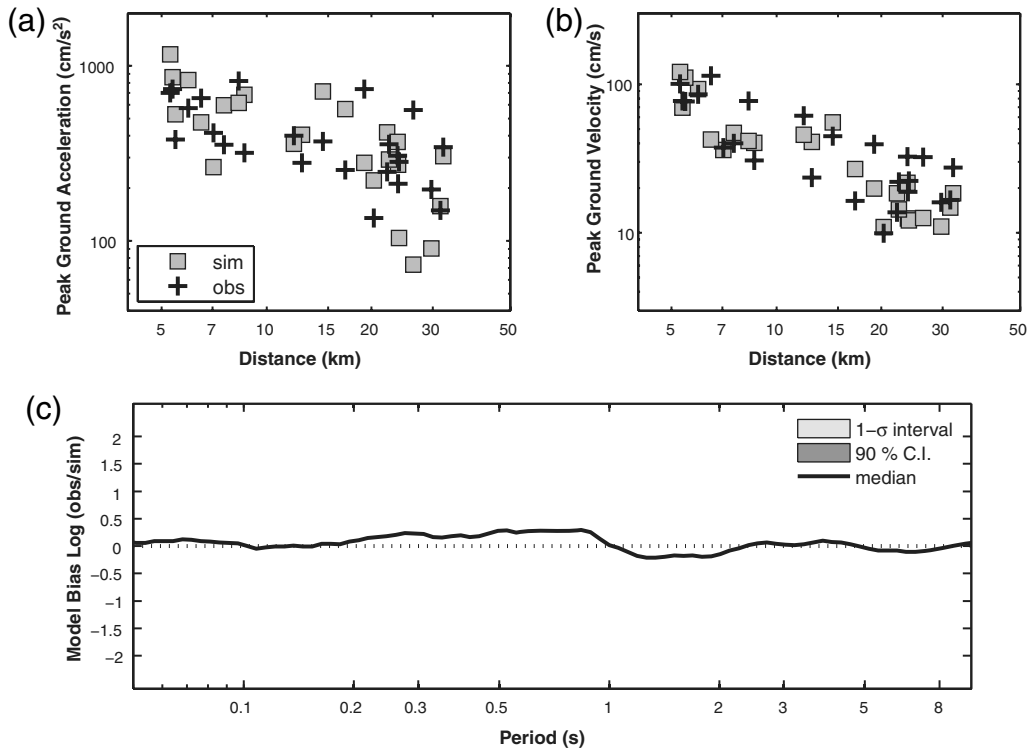 (a)
Peak Ground Acceleration (cm/s²)
1000
100
sim
obs
5 7 10 15 20 30 50
Distance (km)
(b)
Peak Ground Velocity (cm/s)
100
10
5 7 10 15 20 30 50
Distance (km)
(c)
Model Bias Log (obs/sim)
2
1.5
1
0.5
0
−0.5
−1
−1.5
−2
1−σ interval
90 % C.I.
median
0.1 0.2 0.3 0.5 1 2 3 5 8
Period (s)